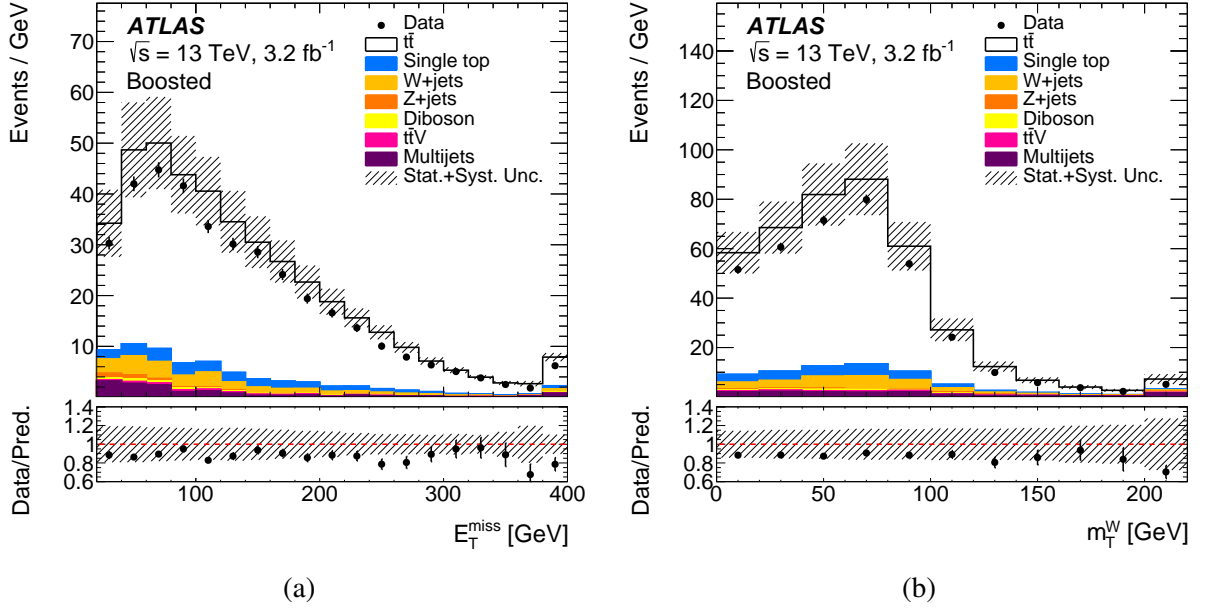 Events / GeV
70
60
50
40
30
20
10
ATLAS
√s = 13 TeV, 3.2 fb⁻¹
Boosted
Data
tt̄
Single top
W+jets
Z+jets
Diboson
tt̄V
Multijets
Stat.+Syst. Unc.
Data/Pred.
1.4
1.2
1
0.8
0.6
100
200
300
400
E_T^miss [GeV]
(a)
Events / GeV
140
120
100
80
60
40
20
ATLAS
√s = 13 TeV, 3.2 fb⁻¹
Boosted
Data
tt̄
Single top
W+jets
Z+jets
Diboson
tt̄V
Multijets
Stat.+Syst. Unc.
Data/Pred.
1.4
1.2
1
0.8
0.6
0
50
100
150
200
m_T^W [GeV]
(b)